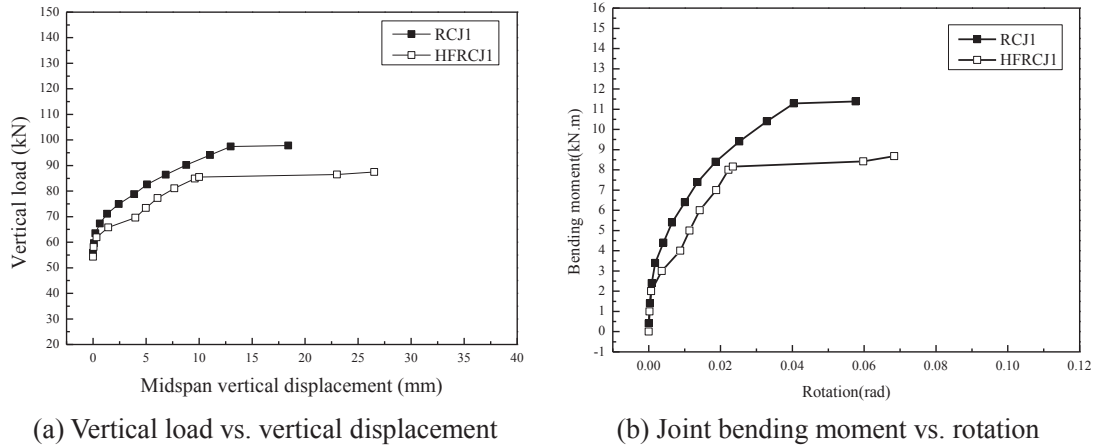 150
140
130
120
110
100
90
80
70
60
50
40
30
20
Vertical load (kN)
RCJ1
HFRCJ1
0 5 10 15 20 25 30 35 40
Midspan vertical displacement (mm)
(a) Vertical load vs. vertical displacement
16
15
14
13
12
11
10
9
8
7
6
5
4
3
2
1
0
-1
Bending moment(kN.m)
RCJ1
HFRCJ1
0.00 0.02 0.04 0.06 0.08 0.10 0.12
Rotation(rad)
(b) Joint bending moment vs. rotation